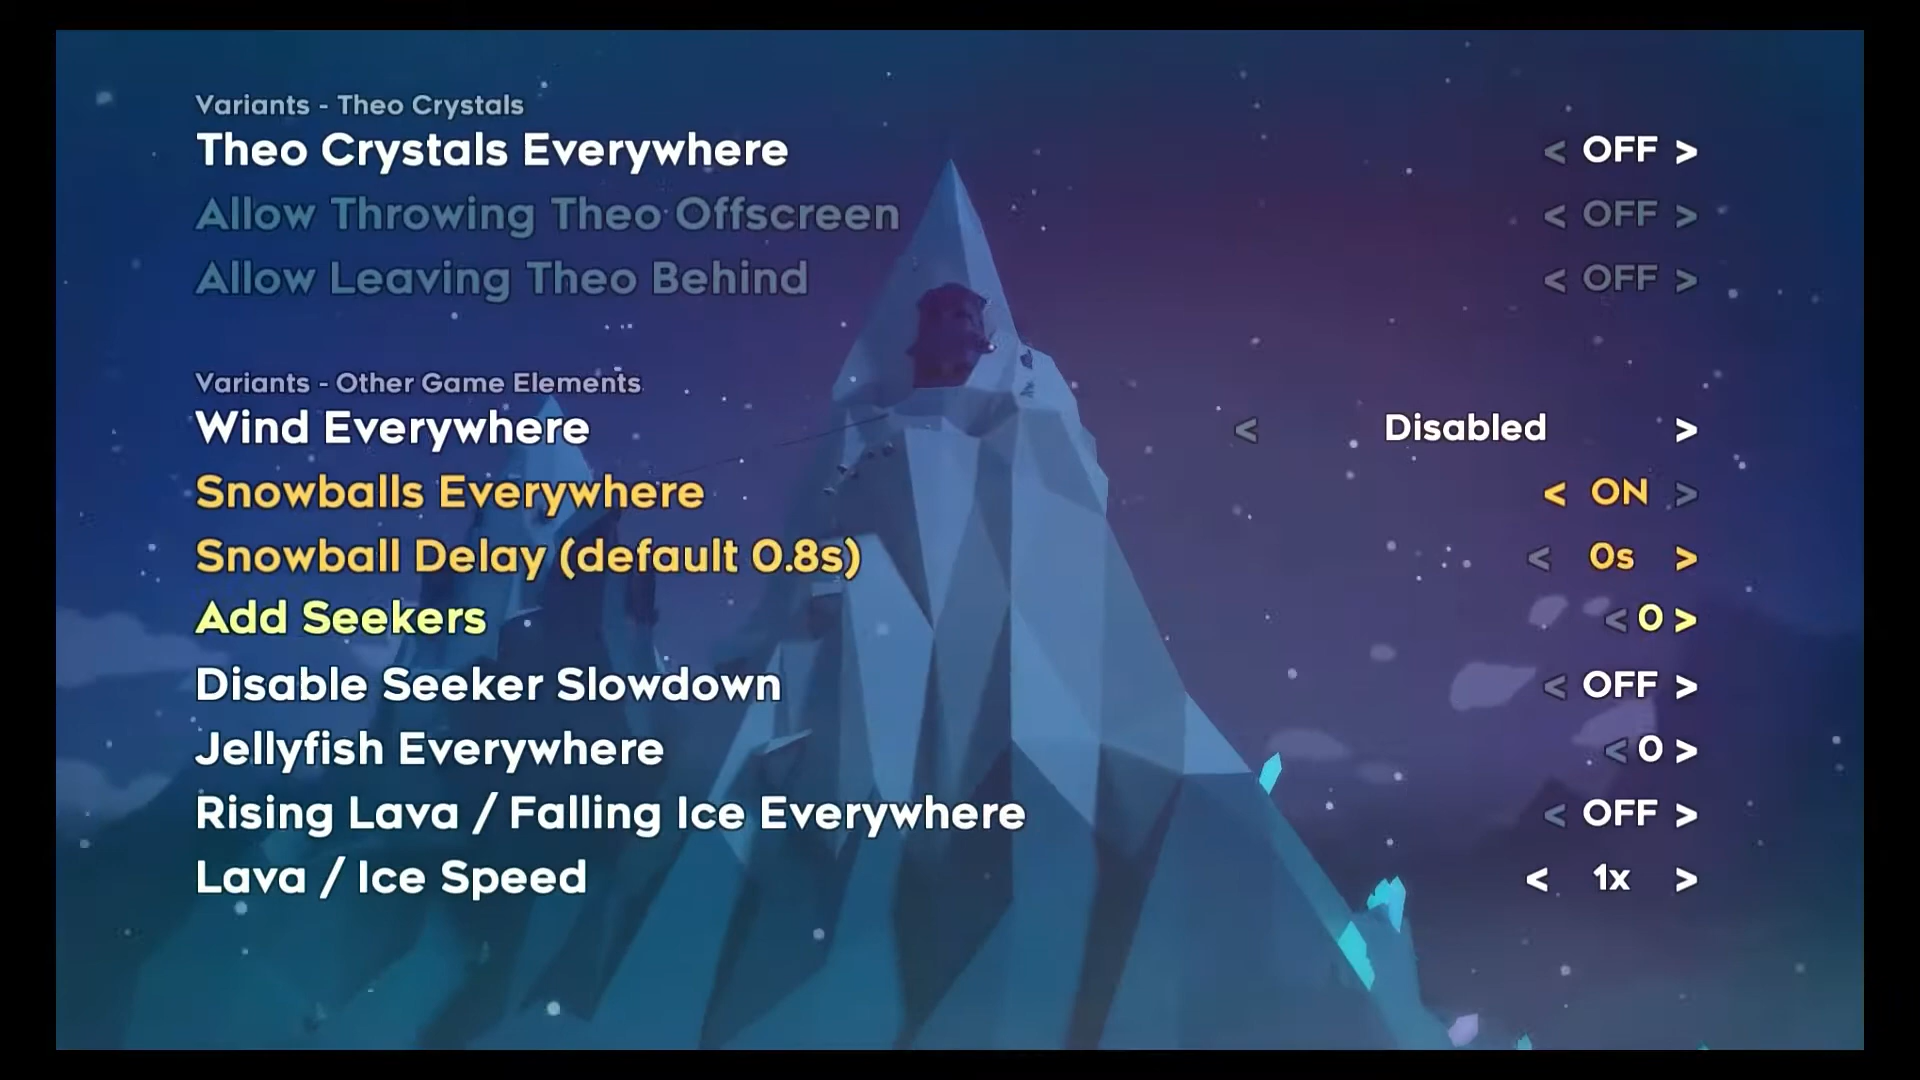 Variants - Theo Crystals
Theo Crystals Everywhere < OFF >
Allow Throwing Theo Offscreen < OFF >
Allow Leaving Theo Behind < OFF >
Variants - Other Game Elements
Wind Everywhere < Disabled >
Snowballs Everywhere < ON >
Snowball Delay (default 0.8s) < 0s >
Add Seekers < 0 >
Disable Seeker Slowdown < OFF >
Jellyfish Everywhere < 0 >
Rising Lava / Falling Ice Everywhere < OFF >
Lava / Ice Speed < 1x >